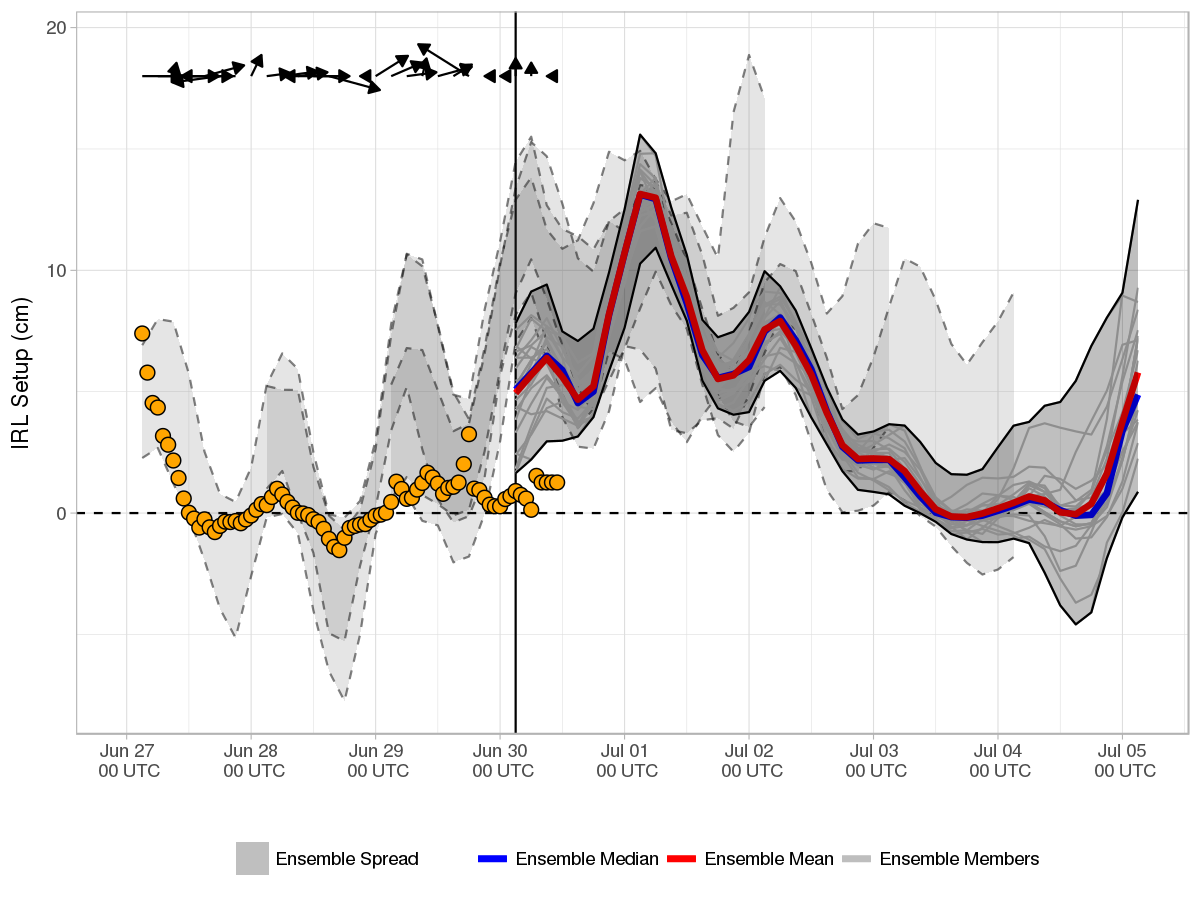 IRL Setup (cm)
20
10
0
Jun 27 Jun 28 Jun 29 Jun 30 Jul 01 Jul 02 Jul 03 Jul 04 Jul 05
00 UTC 00 UTC 00 UTC 00 UTC 00 UTC 00 UTC 00 UTC 00 UTC 00 UTC
Ensemble Spread Ensemble Median Ensemble Mean Ensemble Members